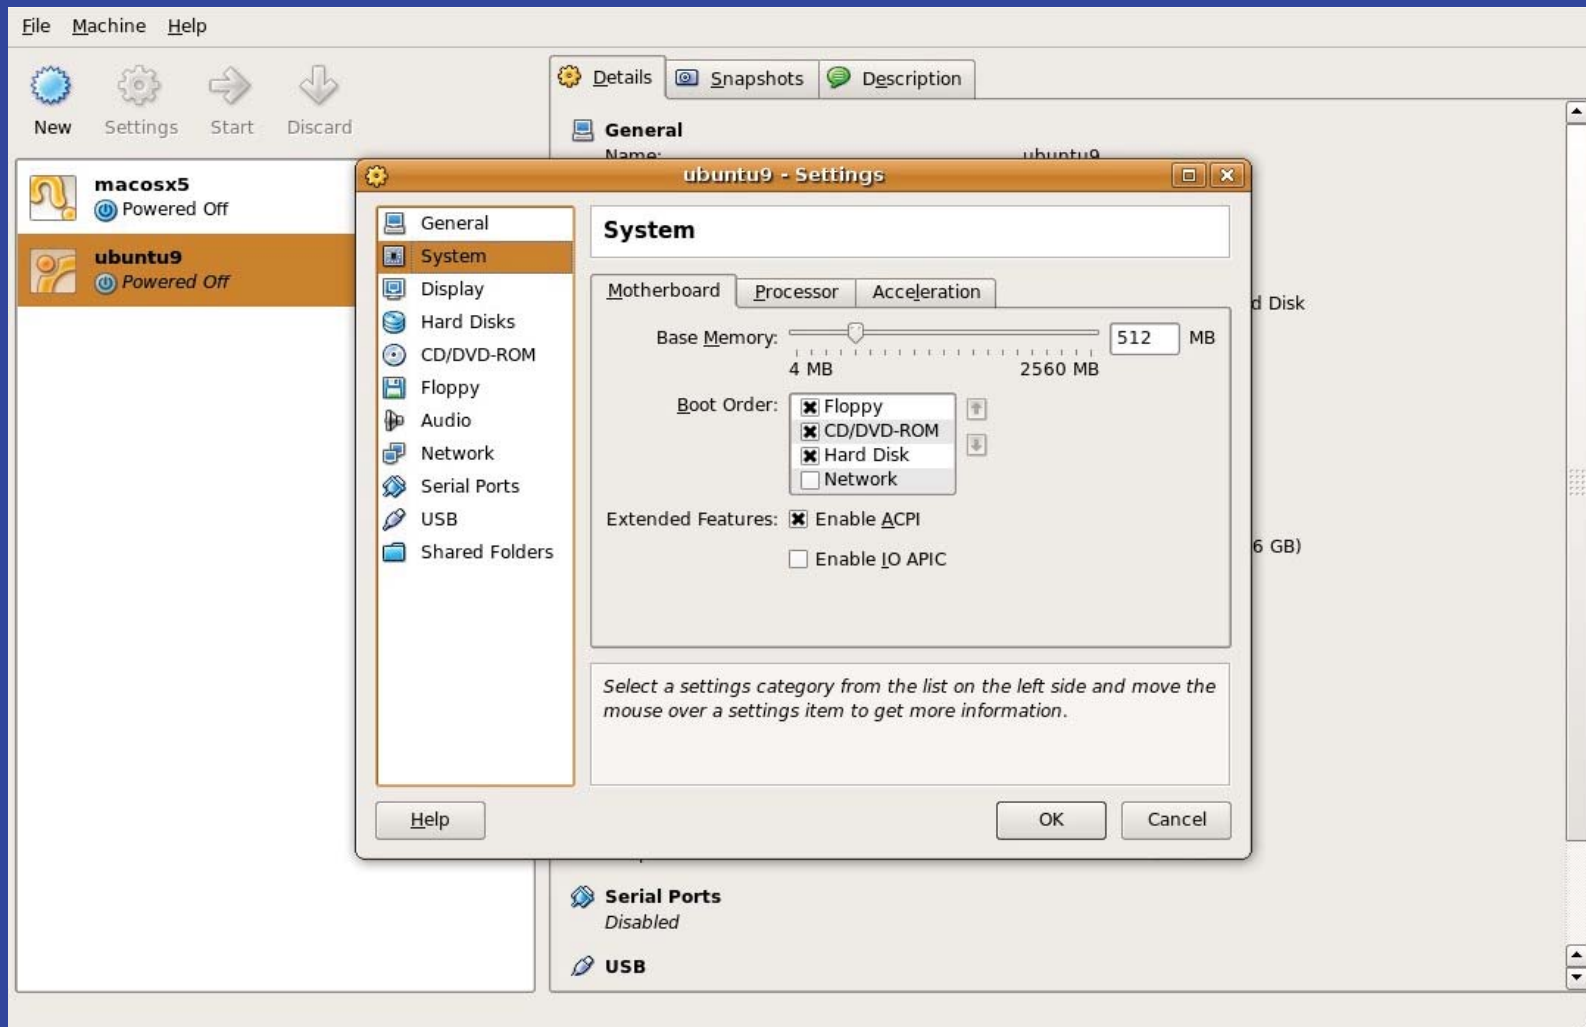 File Machine Help
New Settings Start Discard
Details Snapshots Description
General
Name: ubuntu9
macosx5
Powered Off
ubuntu9
Powered Off
ubuntu9 - Settings
General
System
Display
Hard Disks
CD/DVD-ROM
Floppy
Audio
Network
Serial Ports
USB
Shared Folders
System
Motherboard Processor Acceleration
Base Memory: 512 MB
4 MB 2560 MB
Boot Order: Floppy
CD/DVD-ROM
Hard Disk
Network
Extended Features: Enable ACPI
Enable IO APIC
Select a settings category from the list on the left side and move the
mouse over a settings item to get more information.
Help OK Cancel
d Disk
6 GB)
Serial Ports
Disabled
USB